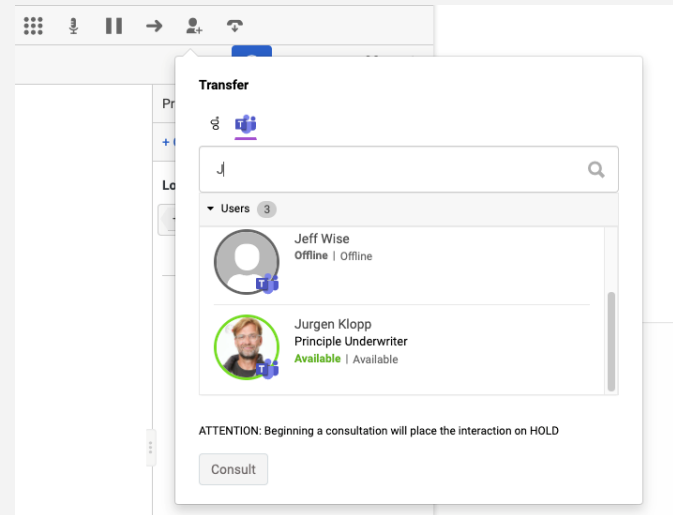 Transfer
Pr
+
J
Lo
Users 3
Jeff Wise
Offline | Offline
Jurgen Klopp
Principle Underwriter
Available | Available
ATTENTION: Beginning a consultation will place the interaction on HOLD
Consult